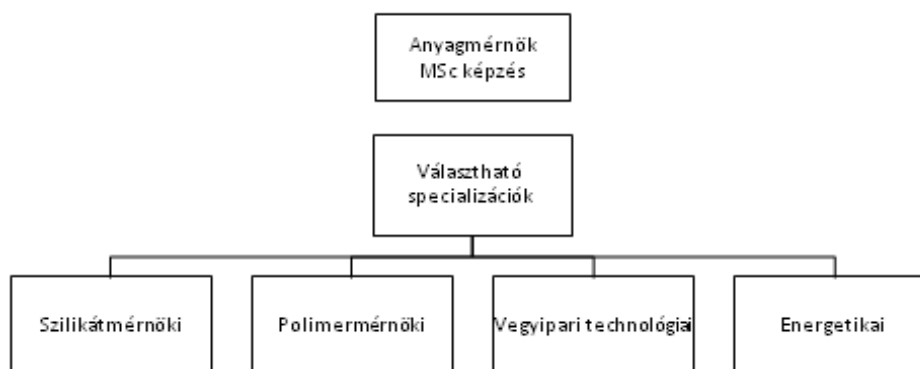 Anyagmérnök
MSc képzés
Választható
specializációk
Szilikátmérnöki
Polimermérnöki
Vegyipari technológiai
Energetikai